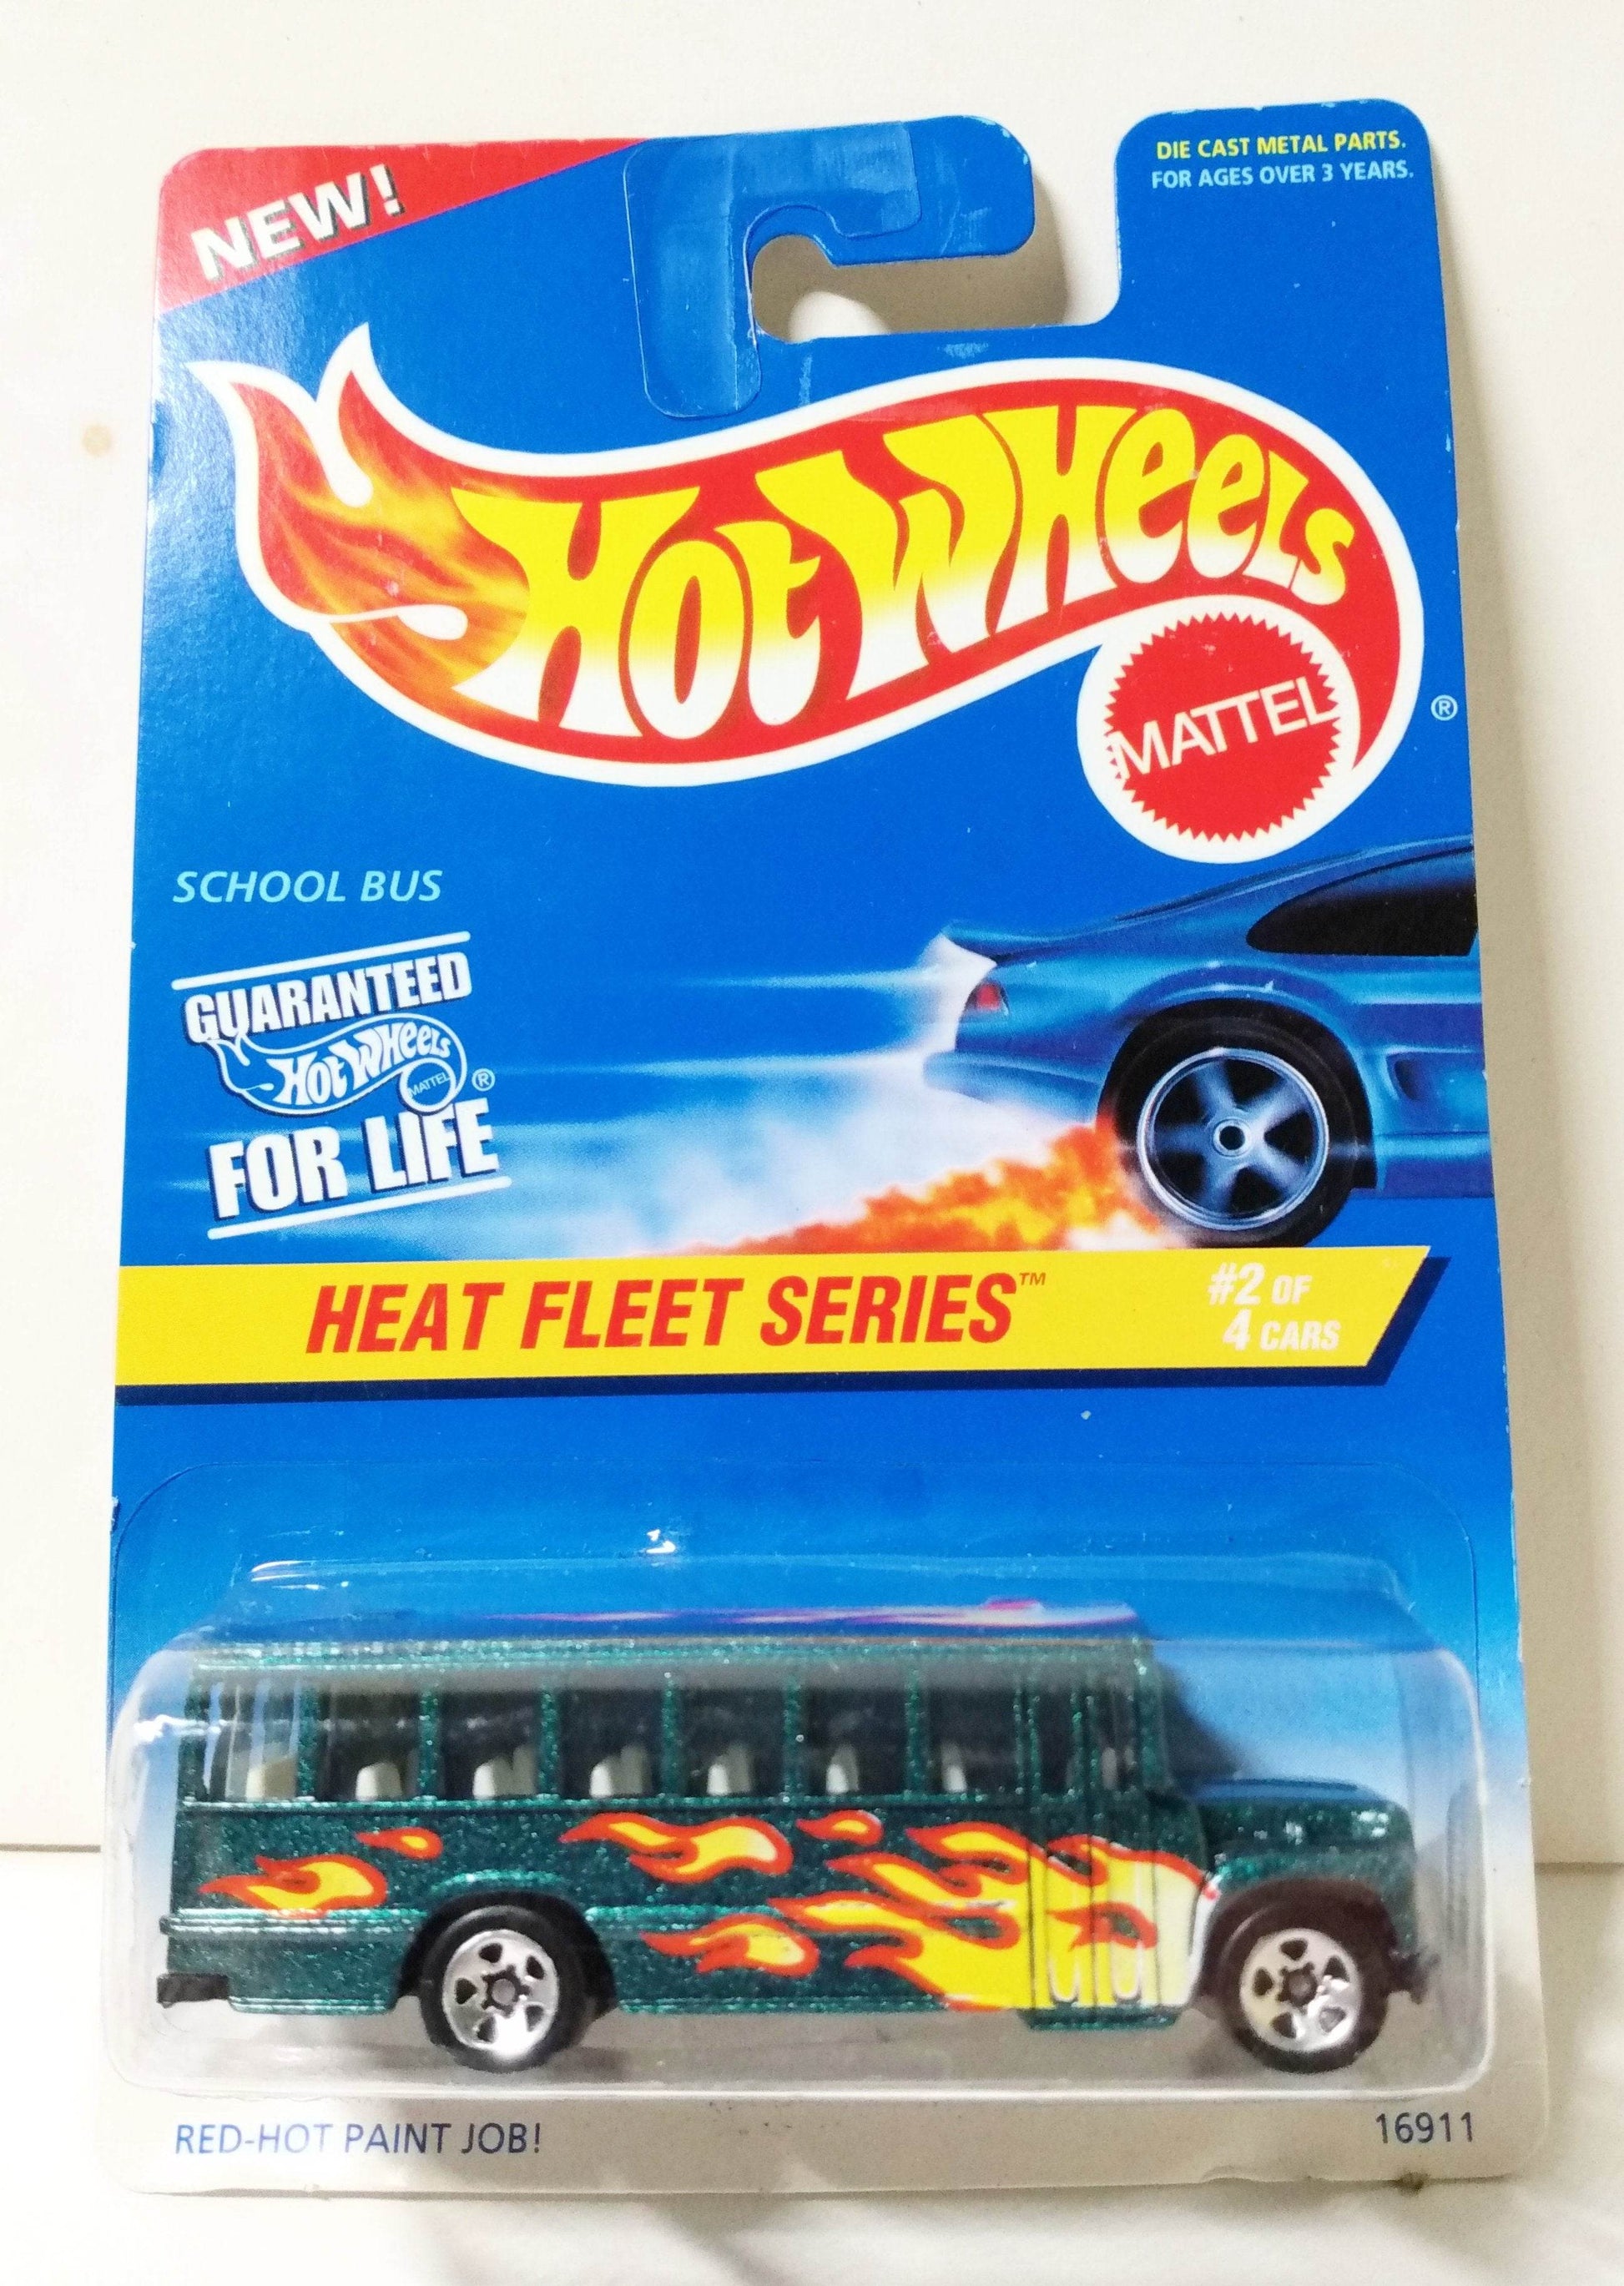 NEW!
DIE CAST METAL PARTS.
FOR AGES OVER 3 YEARS.
HOT WHEELS
MATTEL
®
SCHOOL BUS
GUARANTEED
HOT WHEELS
MATTEL ®
FOR LIFE
HEAT FLEET SERIES™
#2 OF
4 CARS
RED-HOT PAINT JOB!
16911